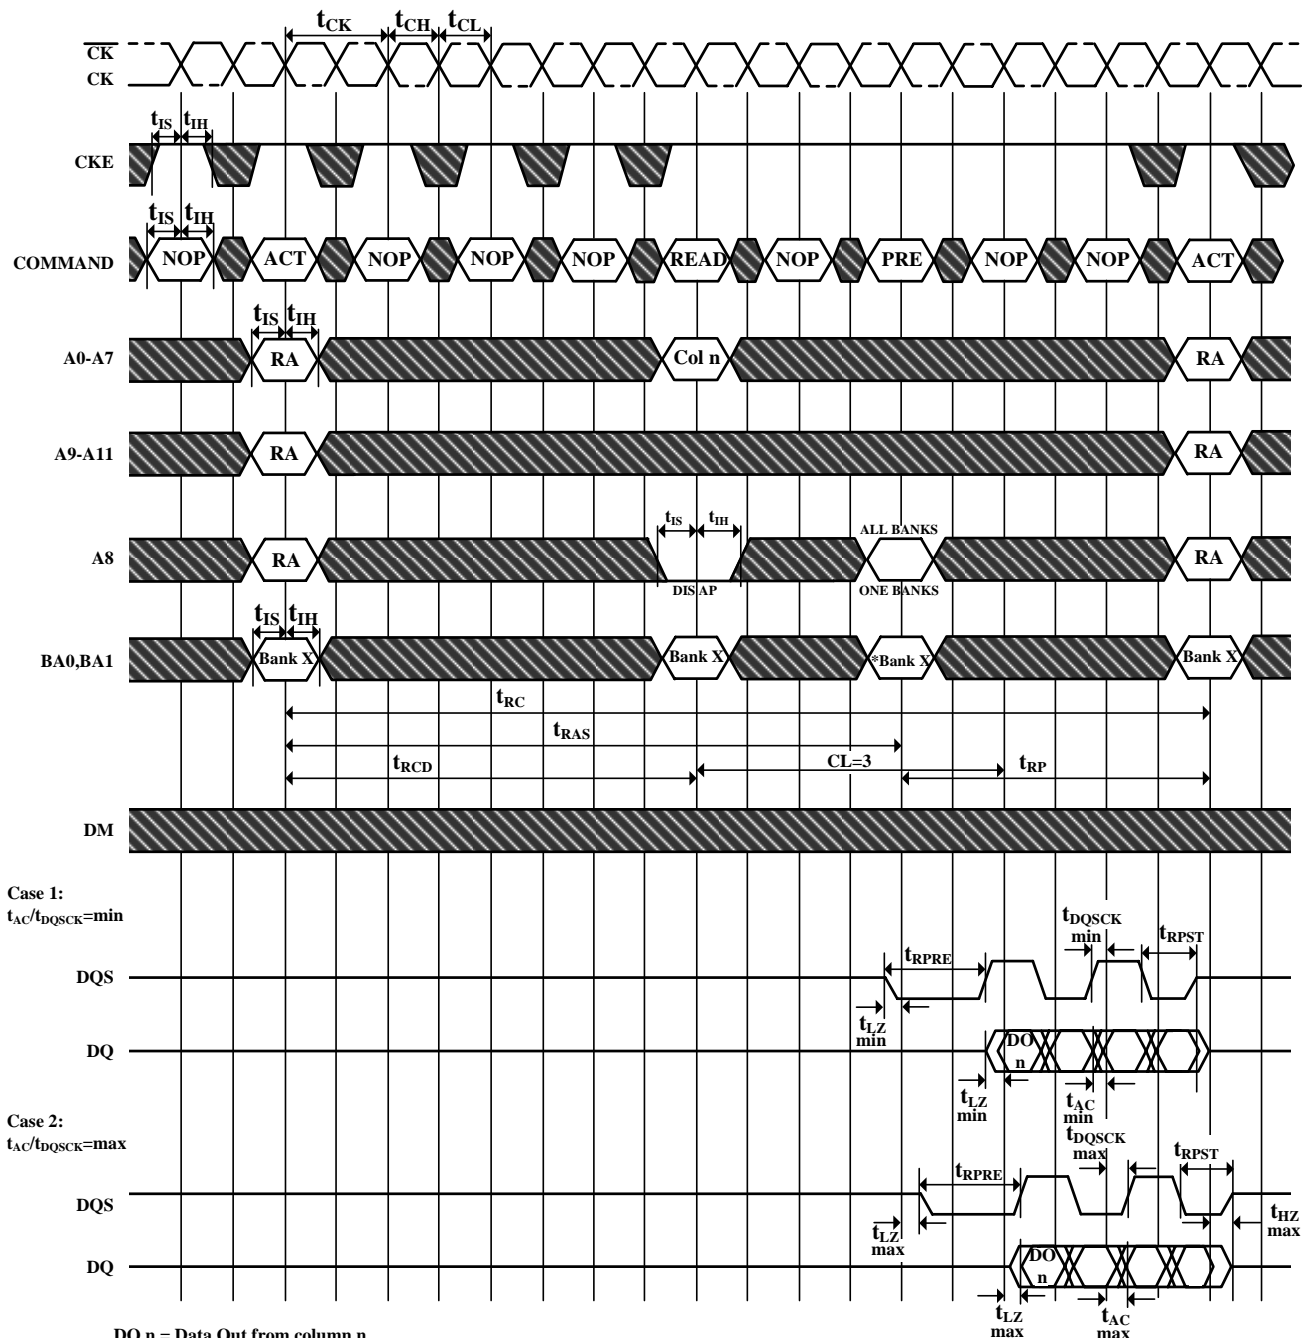 tCK tCH tCL
CK
CK
tIS tIH
CKE
tIS tIH
COMMAND NOP ACT NOP NOP NOP READ NOP PRE NOP NOP ACT
tIS tIH
A0-A7 RA Col n RA
A9-A11 RA RA
tIS tIH ALL BANKS
A8 RA RA
DIS AP ONE BANKS
tIS tIH
BA0,BA1 Bank X Bank X *Bank X Bank X
tRC
tRAS
tRCD CL=3 tRP
DM
Case 1:
tAC/tDQSCK=min
tDQSCK
min
tRPST
tRPRE
DQS
tLZ
min
DQ DO
n
tLZ
min
tAC
min
Case 2:
tAC/tDQSCK=max
tDQSCK
max
tRPST
tRPRE
DQS
tLZ
max
tHZ
max
DQ DO
n
tLZ
max
tAC
max
DO n = Data Out from column n